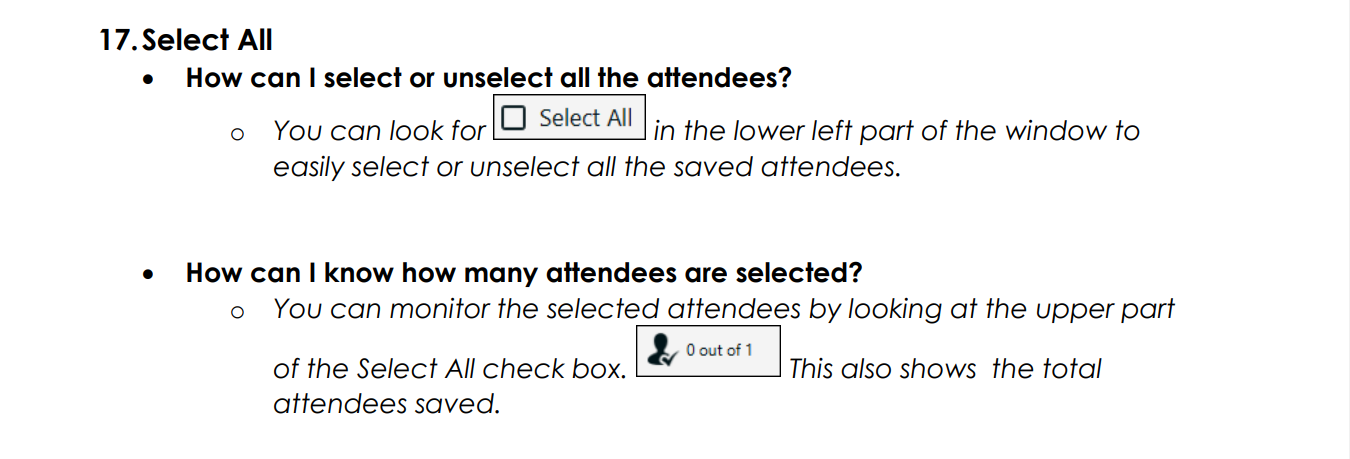 17. Select All
• How can I select or unselect all the attendees?
o You can look for Select All in the lower left part of the window to
easily select or unselect all the saved attendees.
• How can I know how many attendees are selected?
o You can monitor the selected attendees by looking at the upper part
of the Select All check box. 0 out of 1 This also shows the total
attendees saved.